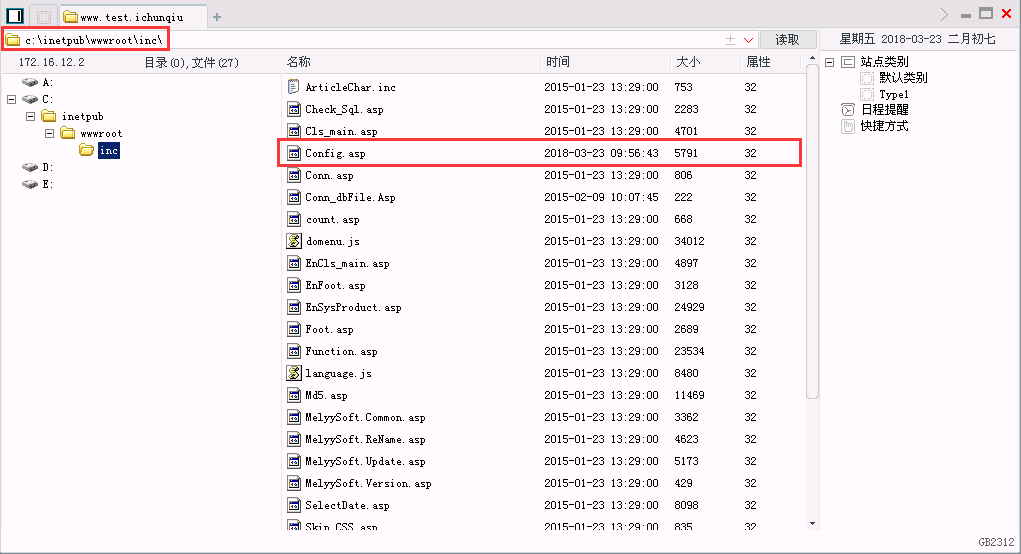 www.test.ichunqiu
c:\inetpub\wwwroot\inc\
读取
星期五 2018-03-23 二月初七
172.16.12.2
目录(0),文件(27)
名称 时间 大小 属性
A:
C:
inetpub
wwwroot
inc
D:
E:
ArticleChar.inc 2015-01-23 13:29:00 753 32
Check_Sql.asp 2015-01-23 13:29:00 2283 32
Cls_main.asp 2015-01-23 13:29:00 4701 32
Config.asp 2018-03-23 09:56:43 5791 32
Conn.asp 2015-01-23 13:29:00 806 32
Conn_dbFile.Asp 2015-02-09 10:07:45 222 32
count.asp 2015-01-23 13:29:00 668 32
domenu.js 2015-01-23 13:29:00 34012 32
EnCls_main.asp 2015-01-23 13:29:00 4897 32
EnFoot.asp 2015-01-23 13:29:00 3128 32
EnSysProduct.asp 2015-01-23 13:29:00 24929 32
Foot.asp 2015-01-23 13:29:00 2689 32
Function.asp 2015-01-23 13:29:00 23534 32
language.js 2015-01-23 13:29:00 8480 32
Md5.asp 2015-01-23 13:29:00 11469 32
MelyySoft.Common.asp 2015-01-23 13:29:00 3362 32
MelyySoft.ReName.asp 2015-01-23 13:29:00 4623 32
MelyySoft.Update.asp 2015-01-23 13:29:00 5173 32
MelyySoft.Version.asp 2015-01-23 13:29:00 429 32
SelectDate.asp 2015-01-23 13:29:00 8098 32
Skin_CSS.asp 2015-01-23 13:29:00 835 32
站点类别
默认类别
Type1
日程提醒
快捷方式
GB2312